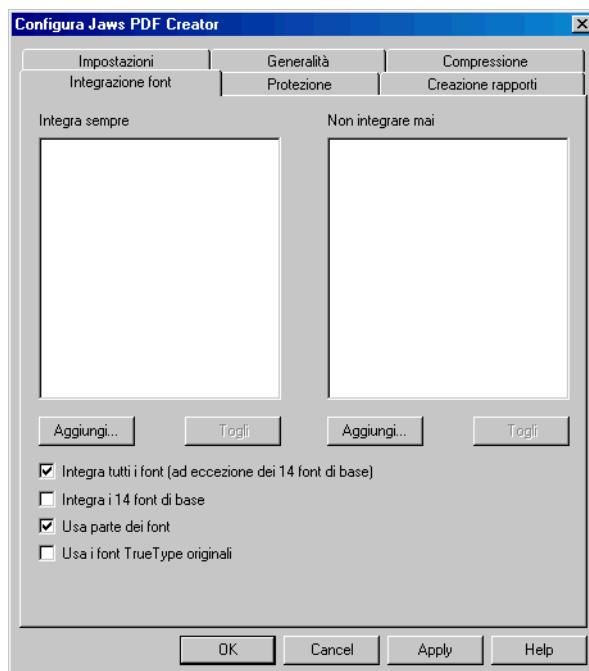 Configura Jaws PDF Creator
Impostazioni Generalità Compressione
Integrazione font Protezione Creazione rapporti
Integra sempre Non integrare mai
Aggiungi... Togli Aggiungi... Togli
Integra tutti i font (ad eccezione dei 14 font di base)
Integra i 14 font di base
Usa parte dei font
Usa i font TrueType originali
OK Cancel Apply Help